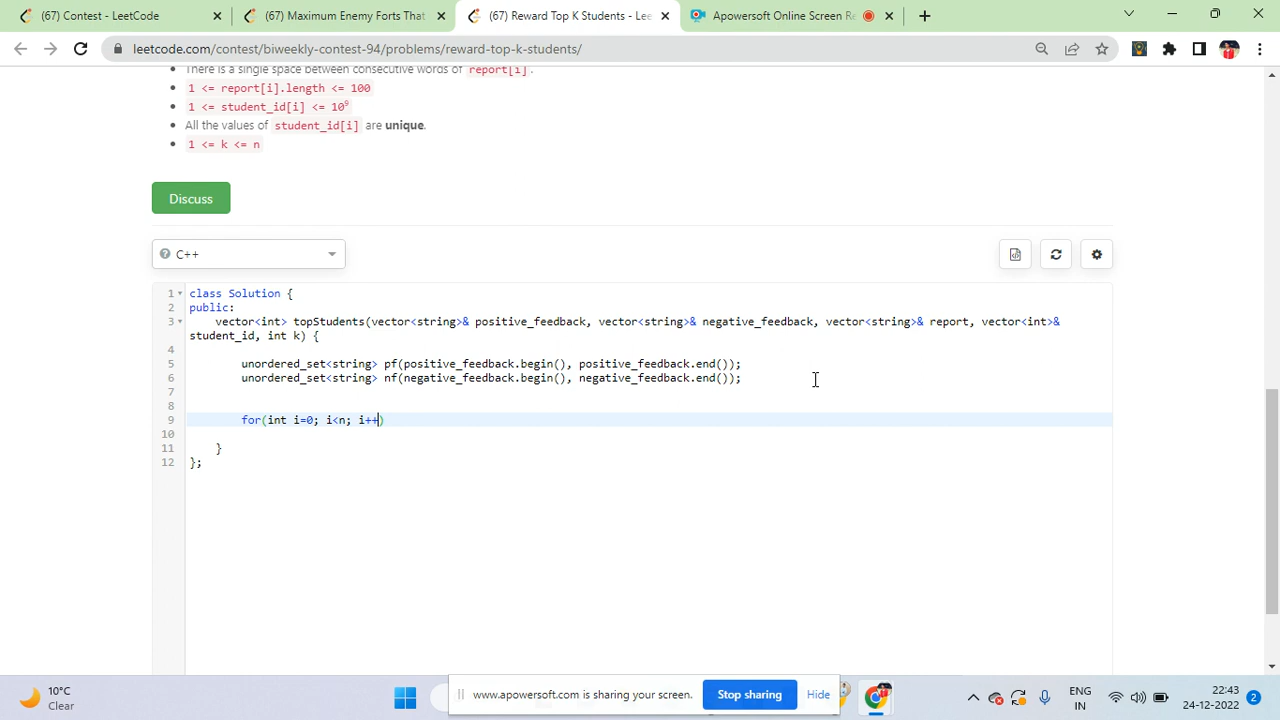 (67) Contest - LeetCode
(67) Maximum Enemy Forts That
(67) Reward Top K Students - Lee
Apowersoft Online Screen Re
leetcode.com/contest/biweekly-contest-94/problems/reward-top-k-students/
There is a single space between consecutive words of report[i].
1 <= report[i].length <= 100
1 <= student_id[i] <= 10⁹
All the values of student_id[i] are unique.
1 <= k <= n
Discuss
C++
1 class Solution {
2 public:
3 vector<int> topStudents(vector<string>& positive_feedback, vector<string>& negative_feedback, vector<string>& report, vector<int>&
student_id, int k) {
4
5 unordered_set<string> pf(positive_feedback.begin(), positive_feedback.end());
6 unordered_set<string> nf(negative_feedback.begin(), negative_feedback.end());
7
8
9 for(int i=0; i<n; i++)
10
11 }
12 };
10°C
Clear
www.apowersoft.com is sharing your screen.
Stop sharing
Hide
ENG
IN
22:43
24-12-2022
2